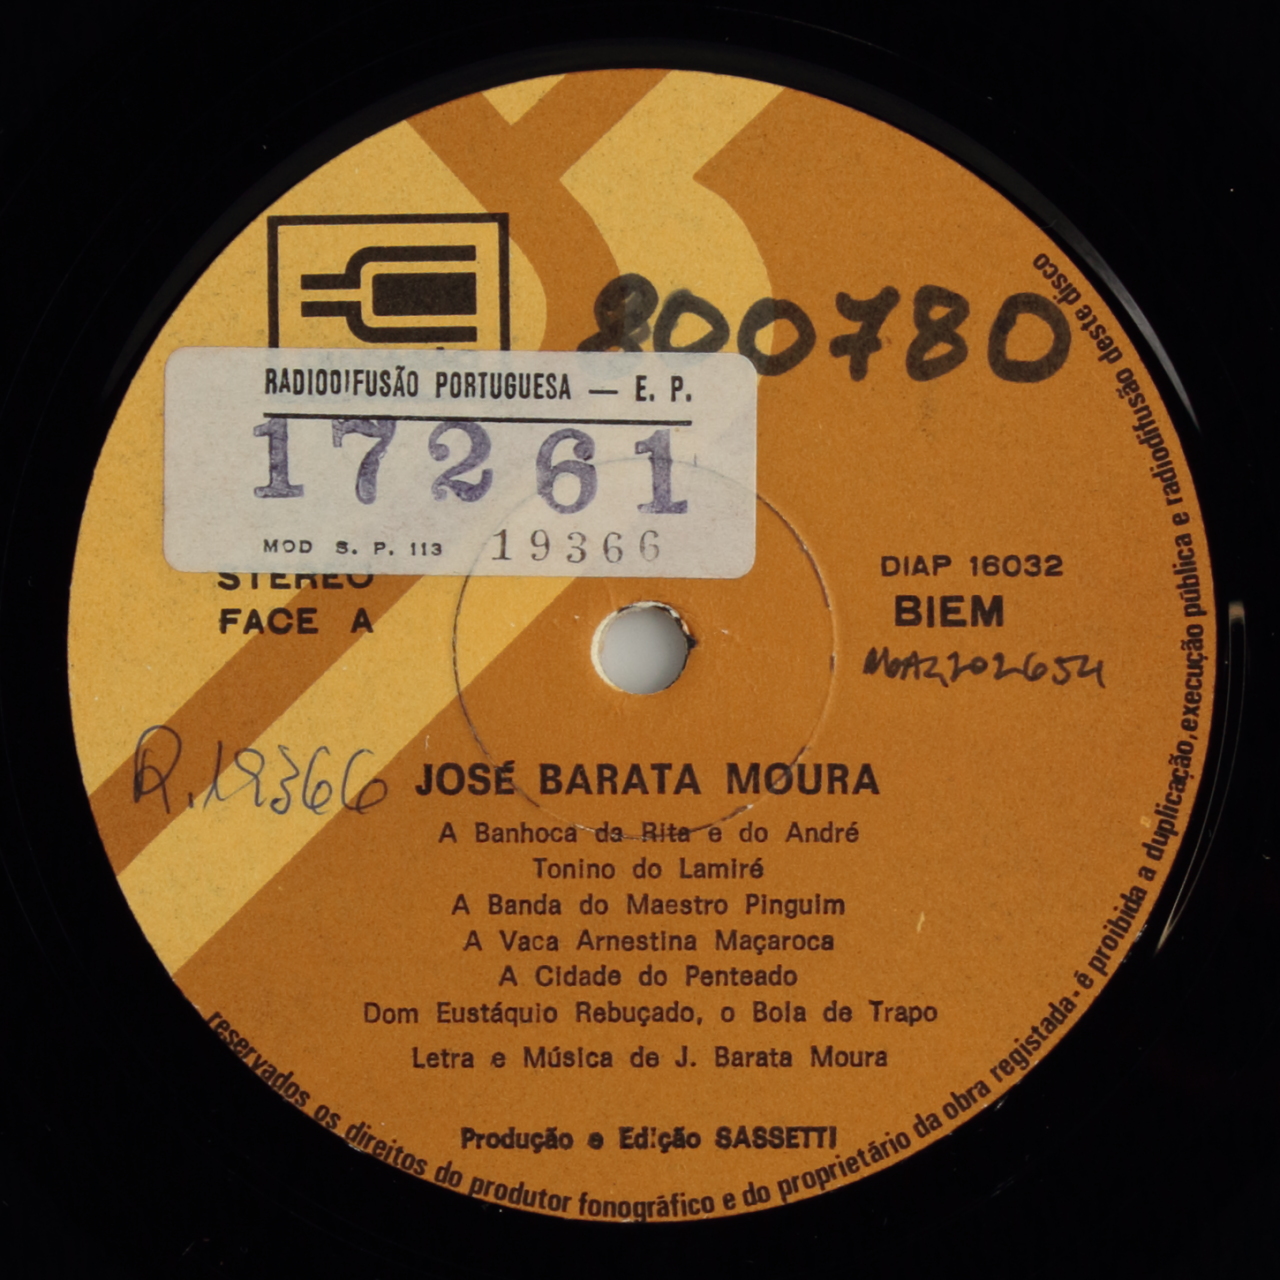 800780
RADIODIFUSÃO PORTUGUESA — E. P.
17261
MOD S. P. 113 19366
STEREO
FACE A
DIAP 16032
BIEM
R.19366
JOSÉ BARATA MOURA
A Banhoca da Rita e do André
Tonino do Lamiré
A Banda do Maestro Pinguim
A Vaca Arnestina Maçaroca
A Cidade do Penteado
Dom Eustáquio Rebuçado, o Bola de Trapo
Letra e Música de J. Barata Moura
Produção e Edição SASSETTI
reservados os direitos do produtor fonográfico e do proprietário da obra registada - é proibida a duplicação, execução pública e radiodifusão deste disco